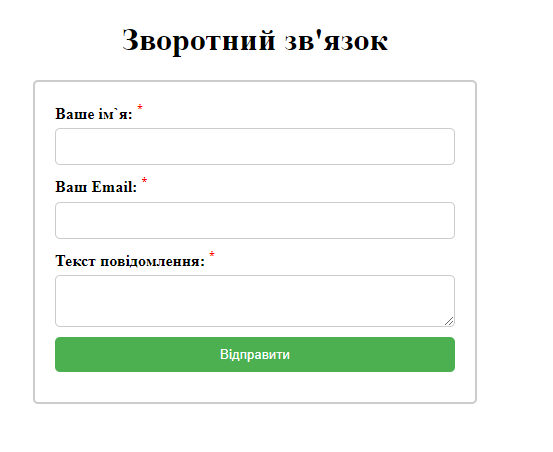 Зворотний зв'язок
Ваше ім`я: *
Ваш Email: *
Текст повідомлення: *
Відправити